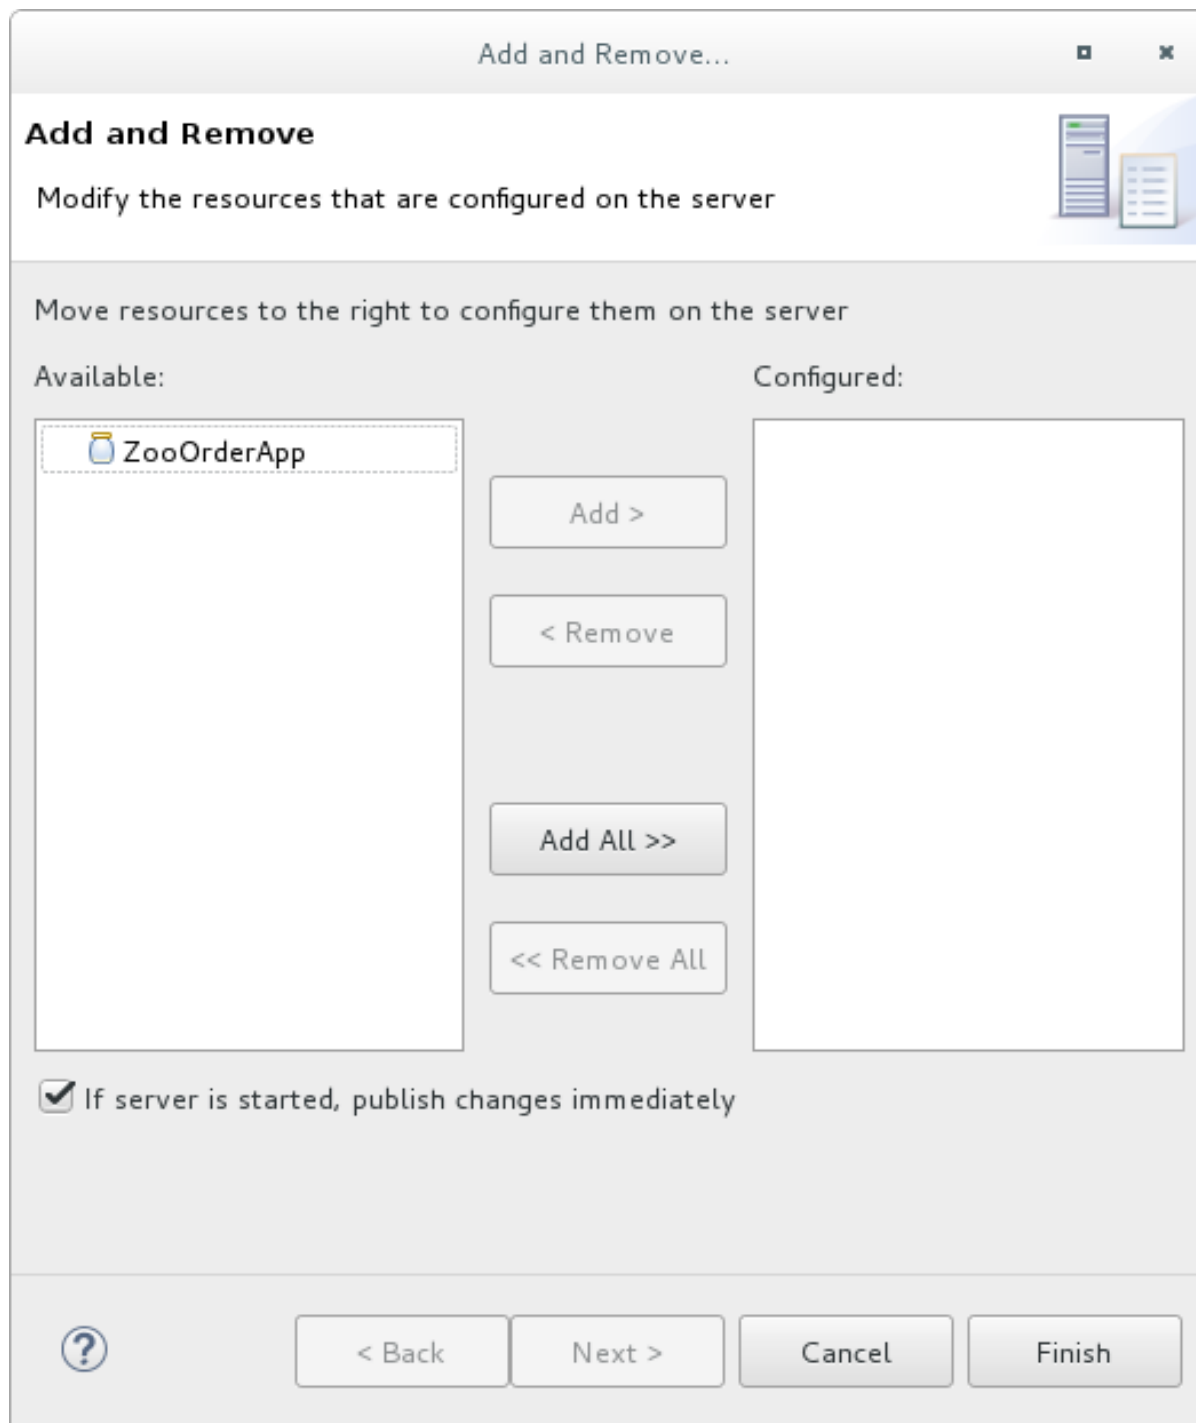 Add and Remove...
Add and Remove
Modify the resources that are configured on the server
Move resources to the right to configure them on the server
Available:
Configured:
ZooOrderApp
Add >
< Remove
Add All >>
<< Remove All
If server is started, publish changes immediately
?
< Back
Next >
Cancel
Finish